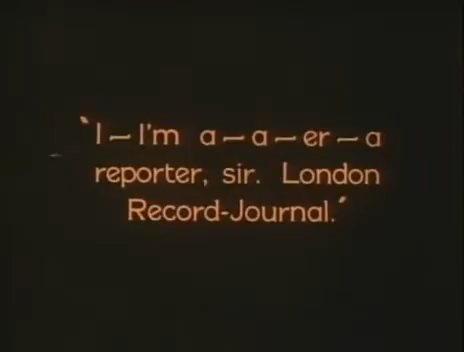 "I—I'm a—a—er—a
reporter, sir. London
Record-Journal."